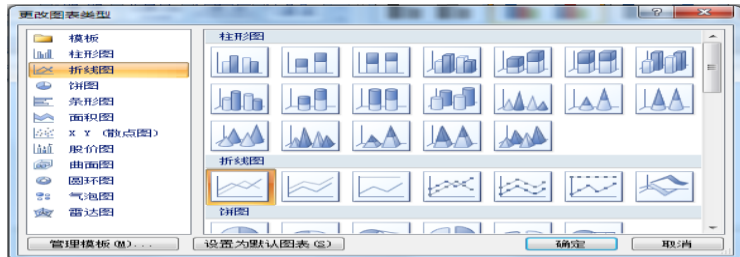 更改图表类型
模板
柱形图
折线图
饼图
条形图
面积图
X Y (散点图)
股价图
曲面图
圆环图
气泡图
雷达图
柱形图
折线图
饼图
管理模板(M)...
设置为默认图表(S)
确定
取消